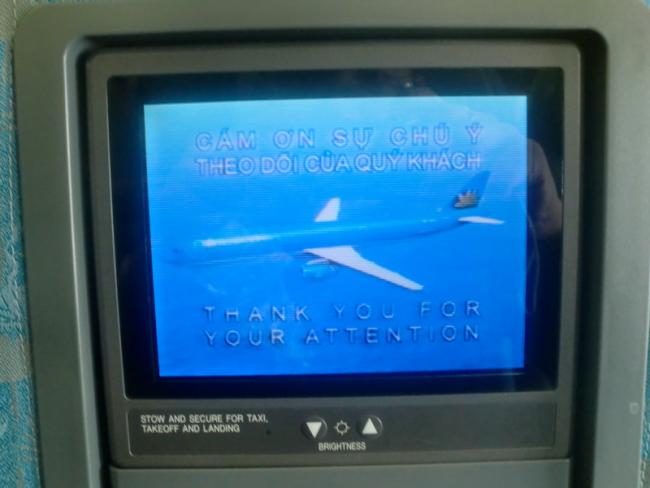 CÁM ƠN SỰ CHÚ Ý
THEO DÕI CỦA QUÝ KHÁCH
THANK YOU FOR
YOUR ATTENTION
STOW AND SECURE FOR TAXI,
TAKEOFF AND LANDING
BRIGHTNESS